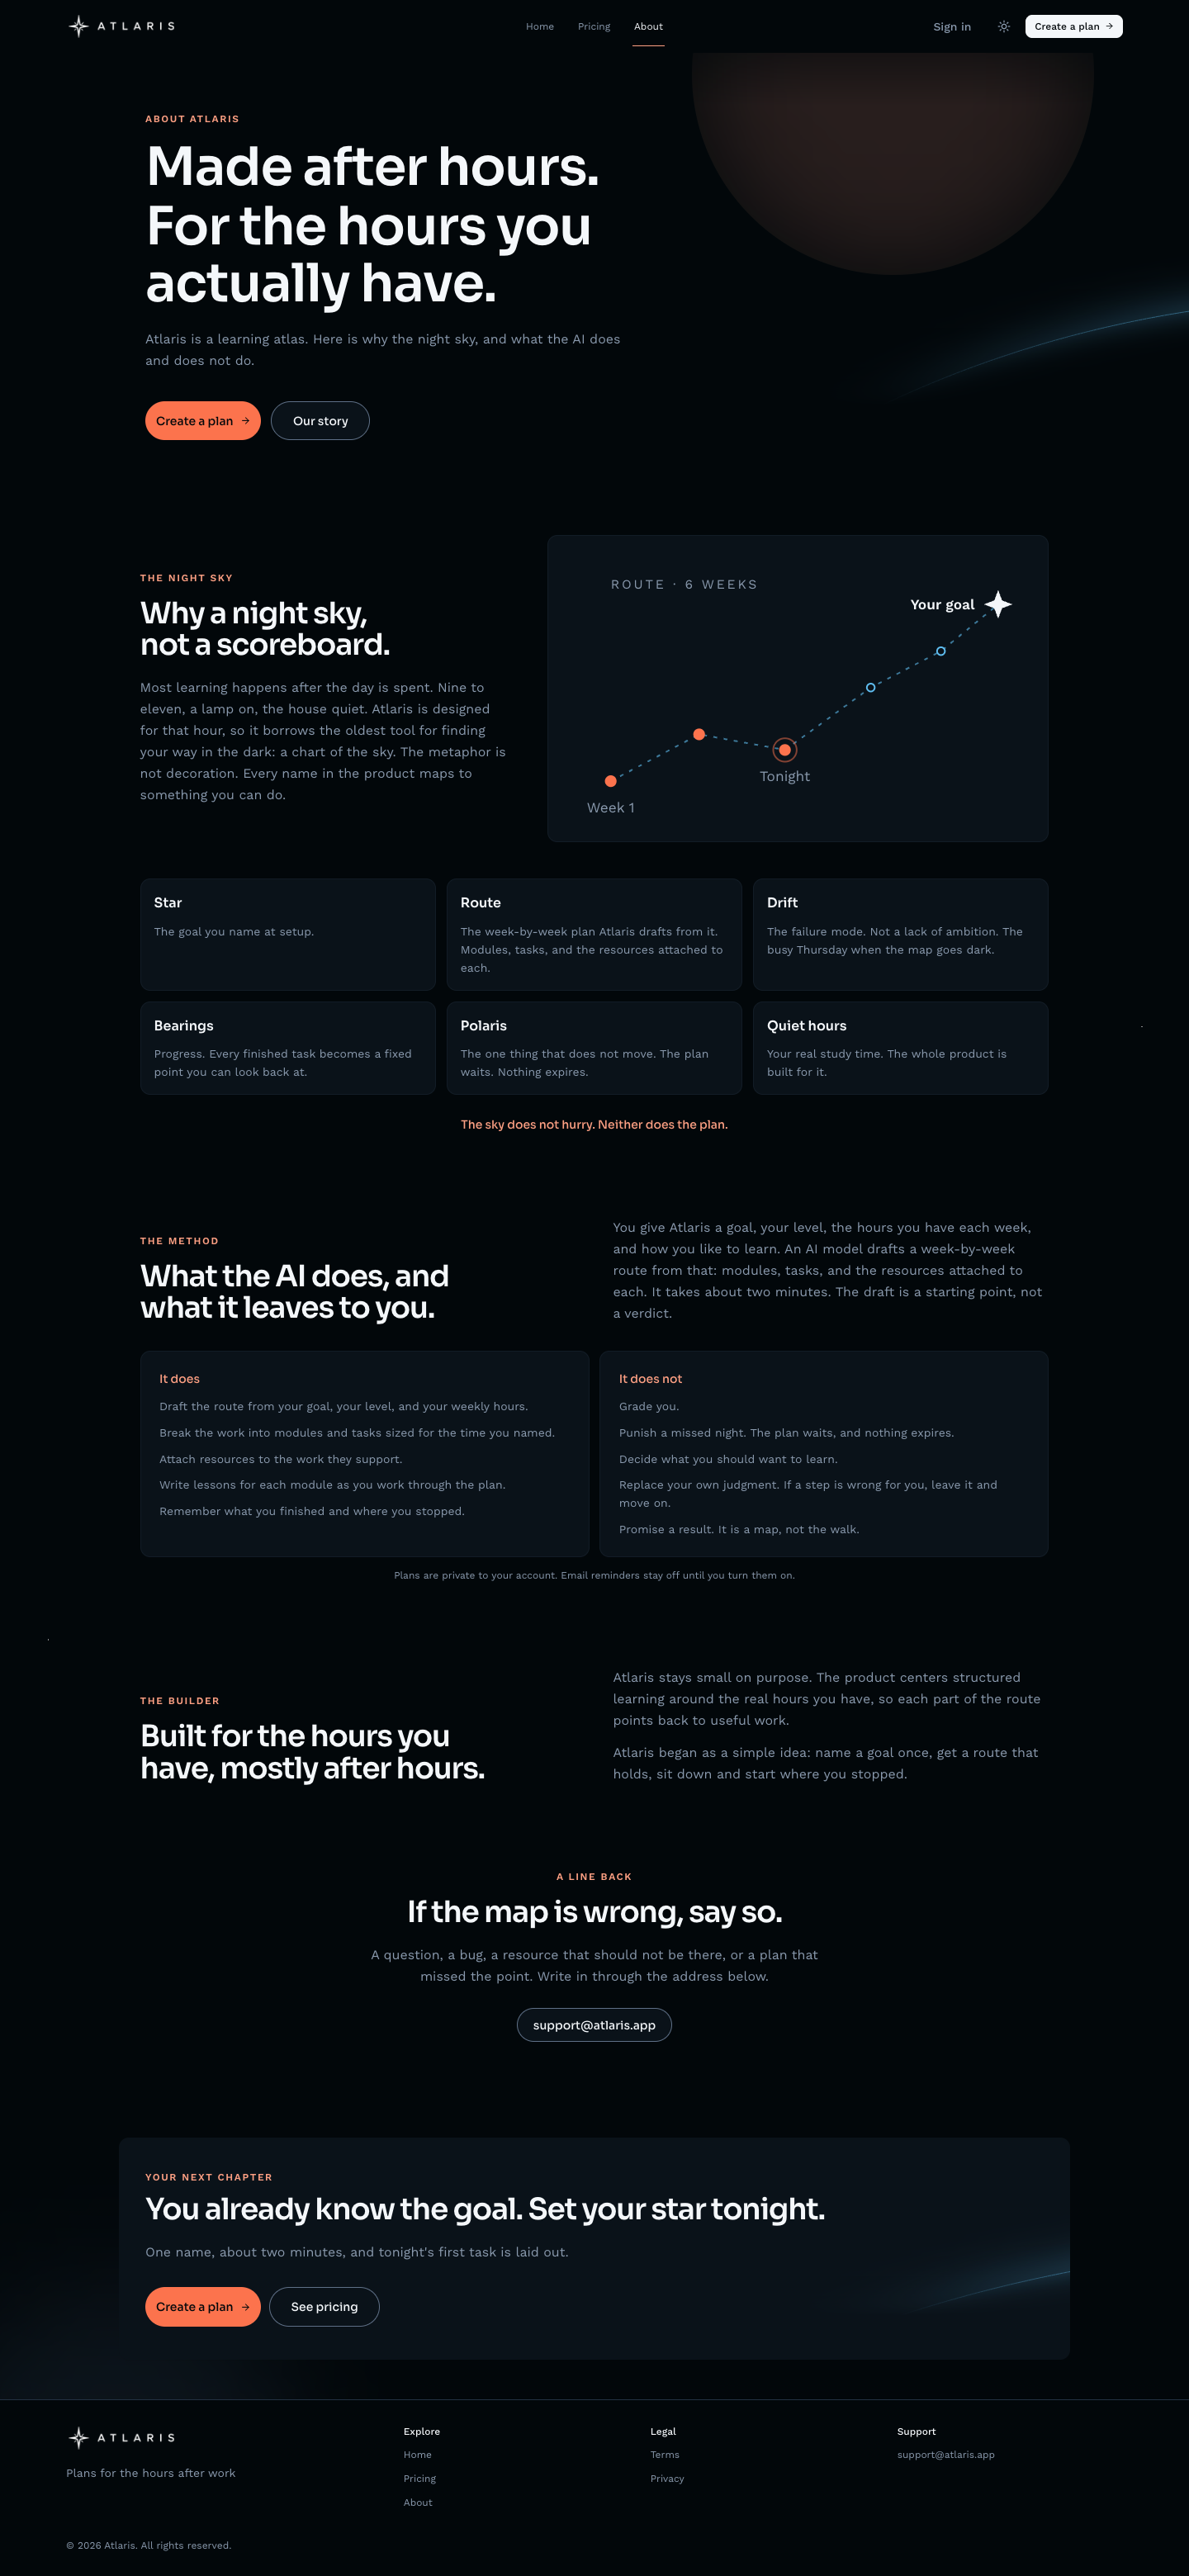 ATLARIS
Home
Pricing
About
Sign in
Create a plan →
ABOUT ATLARIS
Made after hours.
For the hours you
actually have.
Atlaris is a learning atlas. Here is why the night sky, and what the AI does
and does not do.
Create a plan →
Our story
THE NIGHT SKY
Why a night sky,
not a scoreboard.
Most learning happens after the day is spent. Nine to
eleven, a lamp on, the house quiet. Atlaris is designed
for that hour, so it borrows the oldest tool for finding
your way in the dark: a chart of the sky. The metaphor is
not decoration. Every name in the product maps to
something you can do.
ROUTE · 6 WEEKS
Your goal
Tonight
Week 1
Star
The goal you name at setup.
Route
The week-by-week plan Atlaris drafts from it.
Modules, tasks, and the resources attached to
each.
Drift
The failure mode. Not a lack of ambition. The
busy Thursday when the map goes dark.
Bearings
Progress. Every finished task becomes a fixed
point you can look back at.
Polaris
The one thing that does not move. The plan
waits. Nothing expires.
Quiet hours
Your real study time. The whole product is
built for it.
The sky does not hurry. Neither does the plan.
THE METHOD
What the AI does, and
what it leaves to you.
You give Atlaris a goal, your level, the hours you have each week,
and how you like to learn. An AI model drafts a week-by-week
route from that: modules, tasks, and the resources attached to
each. It takes about two minutes. The draft is a starting point, not
a verdict.
It does
Draft the route from your goal, your level, and your weekly hours.
Break the work into modules and tasks sized for the time you named.
Attach resources to the work they support.
Write lessons for each module as you work through the plan.
Remember what you finished and where you stopped.
It does not
Grade you.
Punish a missed night. The plan waits, and nothing expires.
Decide what you should want to learn.
Replace your own judgment. If a step is wrong for you, leave it and
move on.
Promise a result. It is a map, not the walk.
Plans are private to your account. Email reminders stay off until you turn them on.
THE BUILDER
Built for the hours you
have, mostly after hours.
Atlaris stays small on purpose. The product centers structured
learning around the real hours you have, so each part of the route
points back to useful work.
Atlaris began as a simple idea: name a goal once, get a route that
holds, sit down and start where you stopped.
A LINE BACK
If the map is wrong, say so.
A question, a bug, a resource that should not be there, or a plan that
missed the point. Write in through the address below.
support@atlaris.app
YOUR NEXT CHAPTER
You already know the goal. Set your star tonight.
One name, about two minutes, and tonight's first task is laid out.
Create a plan →
See pricing
ATLARIS
Plans for the hours after work
Explore
Home
Pricing
About
Legal
Terms
Privacy
Support
support@atlaris.app
© 2026 Atlaris. All rights reserved.